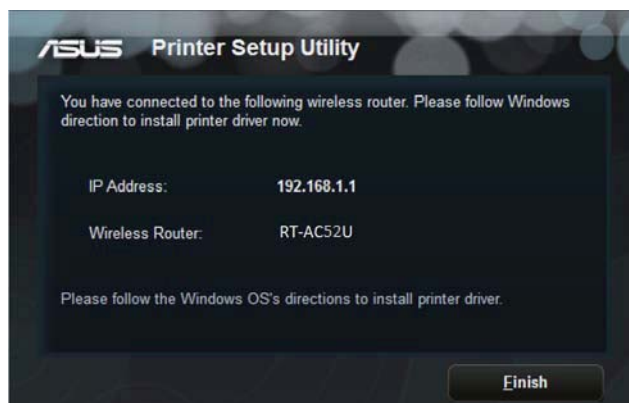 ASUS Printer Setup Utility
You have connected to the following wireless router. Please follow Windows
direction to install printer driver now.
IP Address: 192.168.1.1
Wireless Router: RT-AC52U
Please follow the Windows OS's directions to install printer driver.
Finish